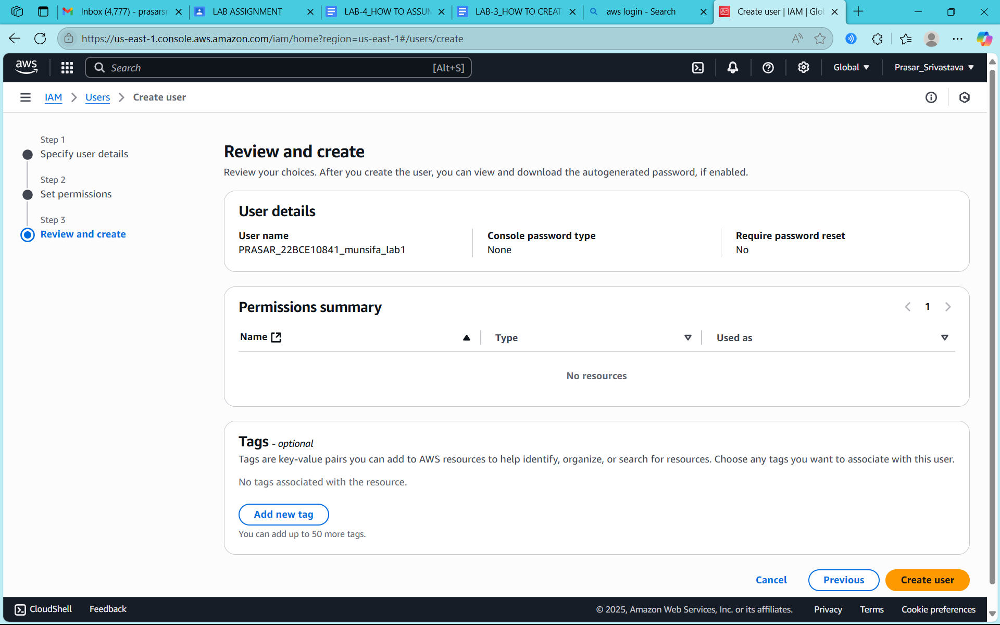 Inbox (4,777) - prasarsr
LAB ASSIGNMENT
LAB-4_HOW TO ASSUM
LAB-3_HOW TO CREAT
aws login - Search
Create user | IAM | Glo
https://us-east-1.console.aws.amazon.com/iam/home?region=us-east-1#/users/create
aws
Search
[Alt+S]
Global
Prasar_Srivastava
IAM
Users
Create user
Step 1
Specify user details
Step 2
Set permissions
Step 3
Review and create
Review and create
Review your choices. After you create the user, you can view and download the autogenerated password, if enabled.
User details
User name
PRASAR_22BCE10841_munsifa_lab1
Console password type
None
Require password reset
No
Permissions summary
1
Name
Type
Used as
No resources
Tags - optional
Tags are key-value pairs you can add to AWS resources to help identify, organize, or search for resources. Choose any tags you want to associate with this user.
No tags associated with the resource.
Add new tag
You can add up to 50 more tags.
Cancel
Previous
Create user
CloudShell
Feedback
© 2025, Amazon Web Services, Inc. or its affiliates.
Privacy
Terms
Cookie preferences